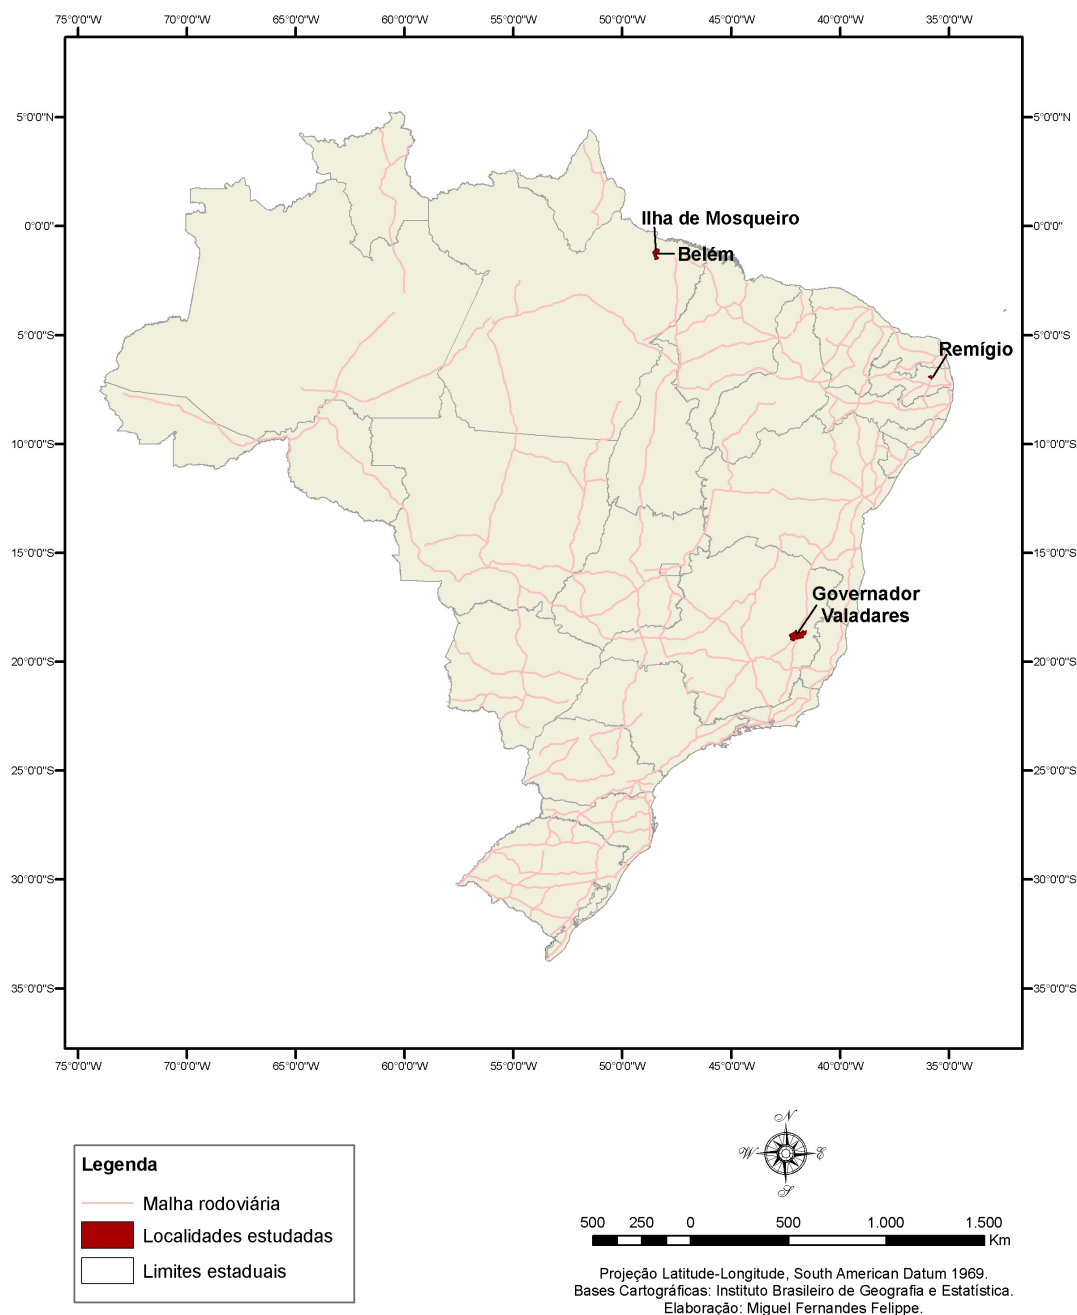 75°0'0"W 70°0'0"W 65°0'0"W 60°0'0"W 55°0'0"W 50°0'0"W 45°0'0"W 40°0'0"W 35°0'0"W
5°0'0"N 5°0'0"N
Ilha de Mosqueiro
0°0'0" 0°0'0"
Belém
5°0'0"S 5°0'0"S
Remígio
10°0'0"S 10°0'0"S
15°0'0"S 15°0'0"S
Governador
Valadares
20°0'0"S 20°0'0"S
25°0'0"S 25°0'0"S
30°0'0"S 30°0'0"S
35°0'0"S 35°0'0"S
75°0'0"W 70°0'0"W 65°0'0"W 60°0'0"W 55°0'0"W 50°0'0"W 45°0'0"W 40°0'0"W 35°0'0"W
N
W E
S
Legenda
Malha rodoviária
Localidades estudadas
Limites estaduais
500 250 0 500 1.000 1.500
Km
Projeção Latitude-Longitude, South American Datum 1969.
Bases Cartográficas: Instituto Brasileiro de Geografia e Estatística.
Elaboração: Miguel Fernandes Felippe.